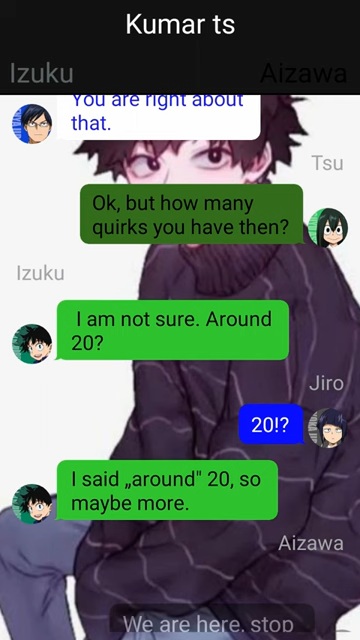 Kumar ts
Izuku
Aizawa
You are right about
that.
Tsu
Ok, but how many
quirks you have then?
Izuku
I am not sure. Around
20?
Jiro
20!?
I said „around" 20, so
maybe more.
Aizawa
We are here. stop